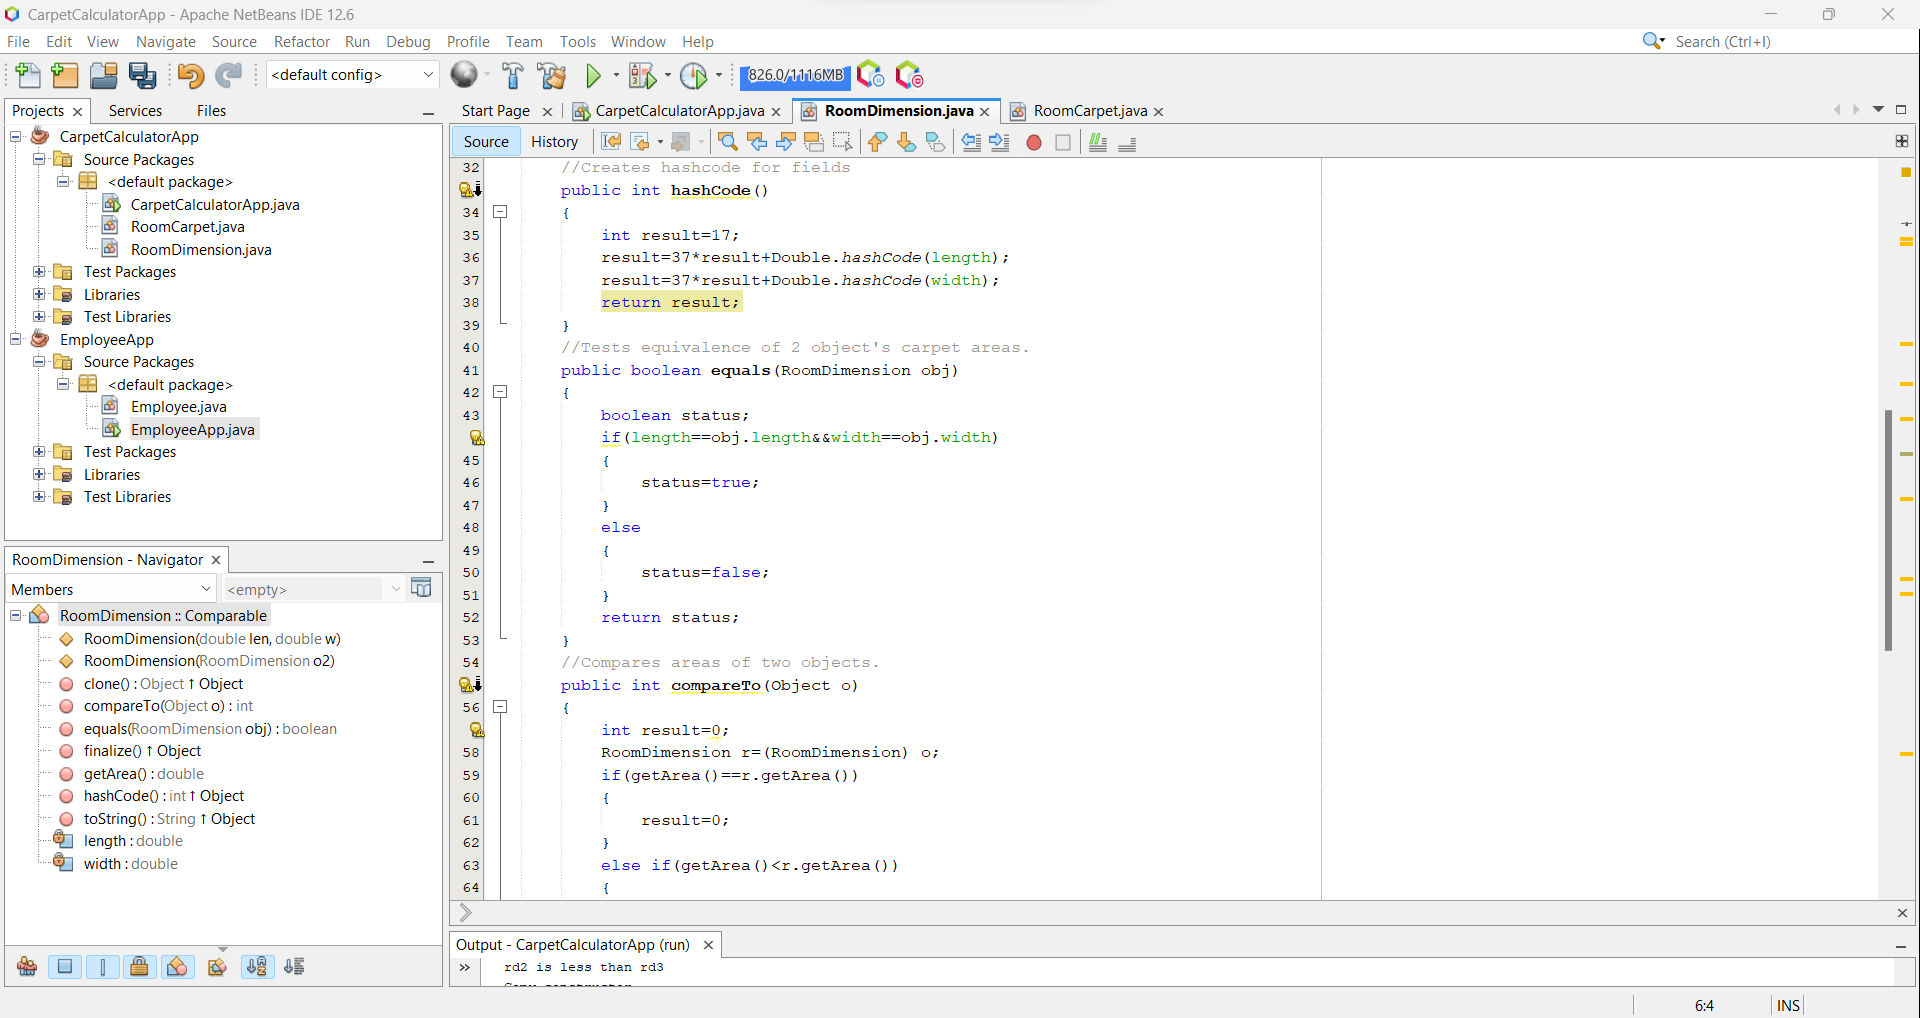 CarpetCalculatorApp - Apache NetBeans IDE 12.6
File Edit View Navigate Source Refactor Run Debug Profile Team Tools Window Help
Search (Ctrl+I)
<default config>
826.0/1116MB
Projects Services Files
CarpetCalculatorApp
Source Packages
<default package>
CarpetCalculatorApp.java
RoomCarpet.java
RoomDimension.java
Test Packages
Libraries
Test Libraries
EmployeeApp
Source Packages
<default package>
Employee.java
EmployeeApp.java
Test Packages
Libraries
Test Libraries
RoomDimension - Navigator
Members
<empty>
RoomDimension :: Comparable
RoomDimension(double len, double w)
RoomDimension(RoomDimension o2)
clone() : Object ↑ Object
compareTo(Object o) : int
equals(RoomDimension obj) : boolean
finalize() ↑ Object
getArea() : double
hashCode() : int ↑ Object
toString() : String ↑ Object
length : double
width : double
Start Page CarpetCalculatorApp.java RoomDimension.java RoomCarpet.java
Source History
32 //Creates hashcode for fields
public int hashCode()
34 {
35 int result=17;
36 result=37*result+Double.hashCode(length);
37 result=37*result+Double.hashCode(width);
38 return result;
39 }
40 //Tests equivalence of 2 object's carpet areas.
41 public boolean equals(RoomDimension obj)
42 {
43 boolean status;
if(length==obj.length&&width==obj.width)
45 {
46 status=true;
47 }
48 else
49 {
50 status=false;
51 }
52 return status;
53 }
54 //Compares areas of two objects.
public int compareTo(Object o)
56 {
int result=0;
58 RoomDimension r=(RoomDimension) o;
59 if(getArea()==r.getArea())
60 {
61 result=0;
62 }
63 else if(getArea()<r.getArea())
64 {
Output - CarpetCalculatorApp (run)
rd2 is less than rd3
6:4 INS